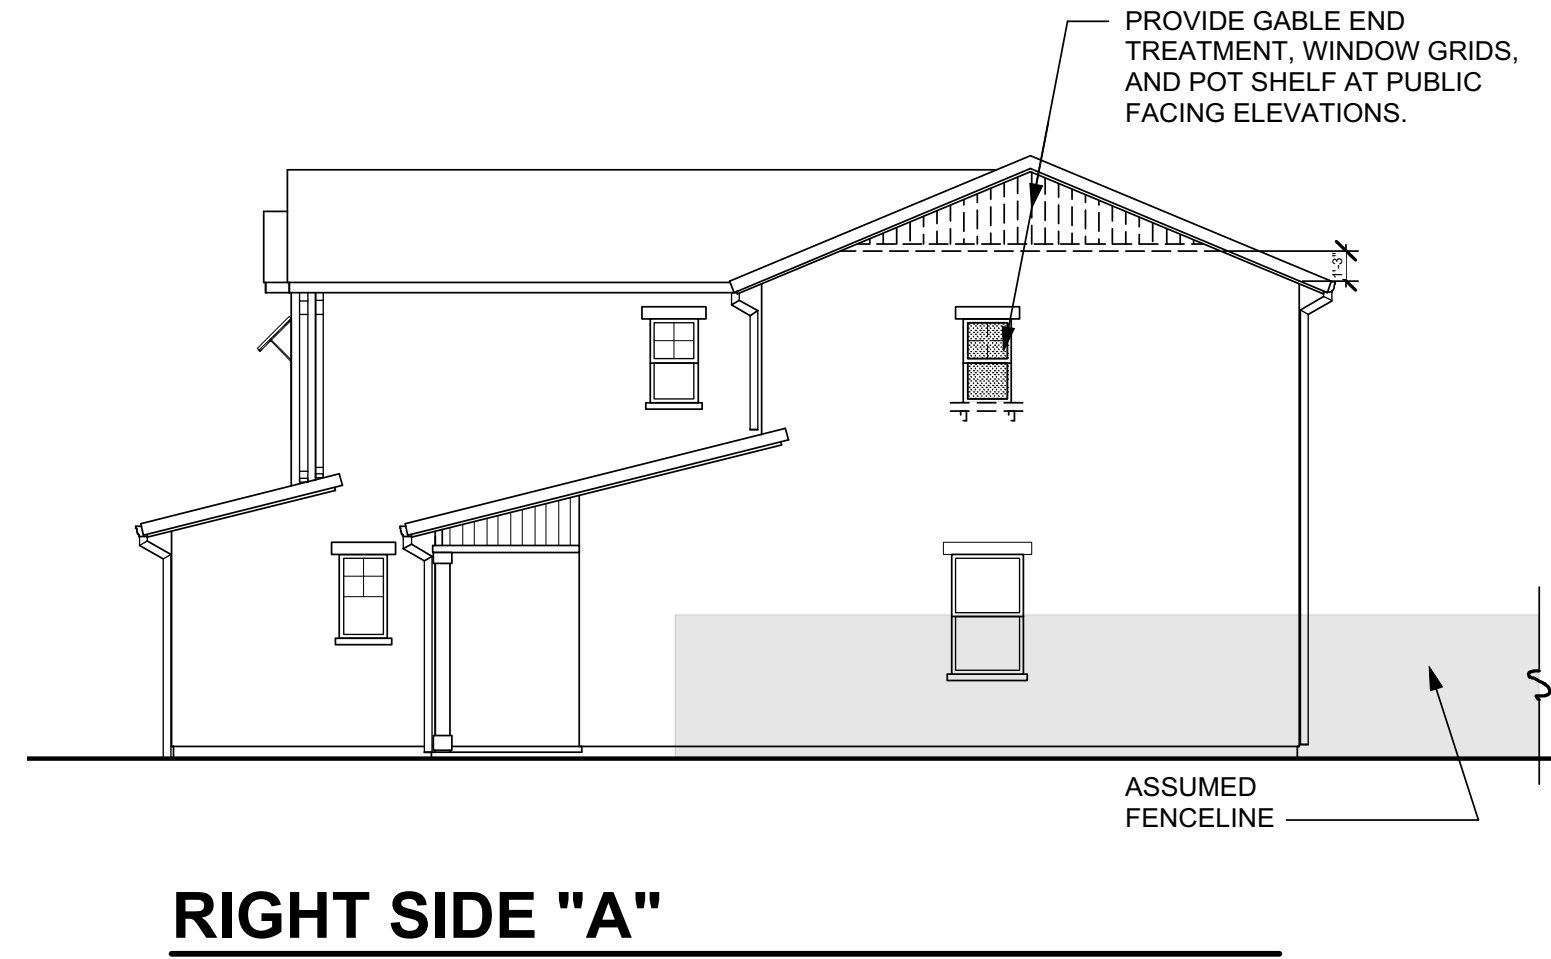 PROVIDE GABLE END
TREATMENT, WINDOW GRIDS,
AND POT SHELF AT PUBLIC
FACING ELEVATIONS.
1'-3"
ASSUMED
FENCELINE
RIGHT SIDE "A"